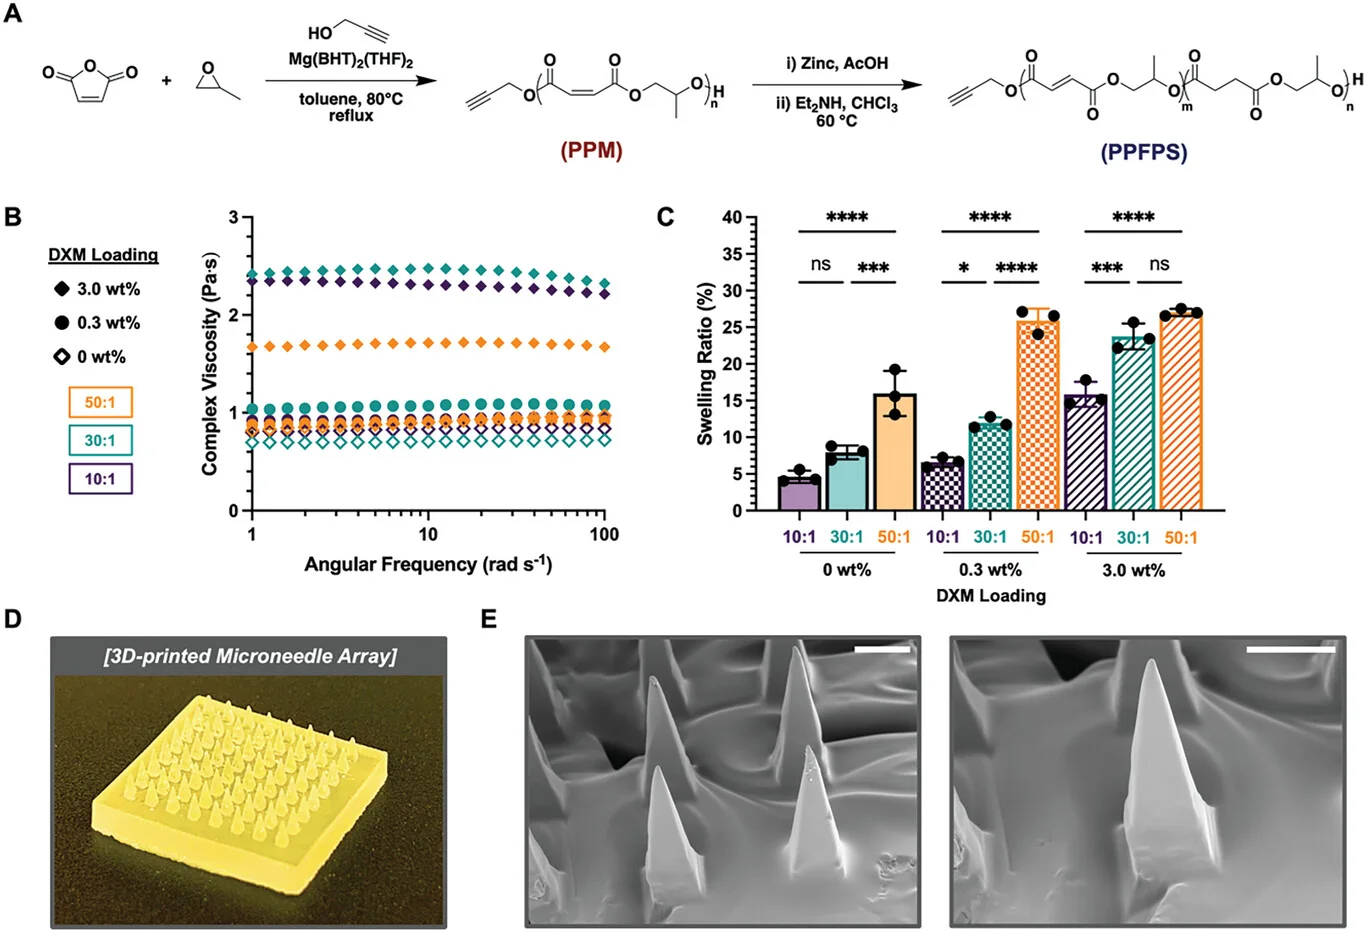 A
HO
Mg(BHT)₂(THF)₂
O
O
O
+
O
toluene, 80°C
reflux
O
O
O
O
O
H
n
(PPM)
i) Zinc, AcOH
ii) Et₂NH, CHCl₃
60 °C
O
O
O
O
O
m
O
O
O
O
H
n
(PPFPS)
B
DXM Loading
3.0 wt%
0.3 wt%
0 wt%
50:1
30:1
10:1
Complex Viscosity (Pa·s)
3
2
1
0
1
10
100
Angular Frequency (rad s⁻¹)
C
Swelling Ratio (%)
40
35
30
25
20
15
10
5
0
****
****
****
ns
***
*
****
***
ns
10:1
30:1
50:1
10:1
30:1
50:1
10:1
30:1
50:1
0 wt%
0.3 wt%
3.0 wt%
DXM Loading
D
[3D-printed Microneedle Array]
E